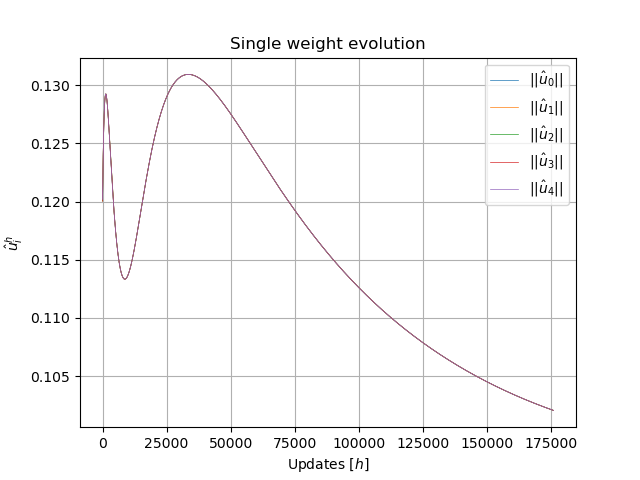 Single weight evolution
0.130
0.125
0.120
0.115
0.110
0.105
û_i^h
||û_0||
||û_1||
||û_2||
||û_3||
||û_4||
0 25000 50000 75000 100000 125000 150000 175000
Updates [h]